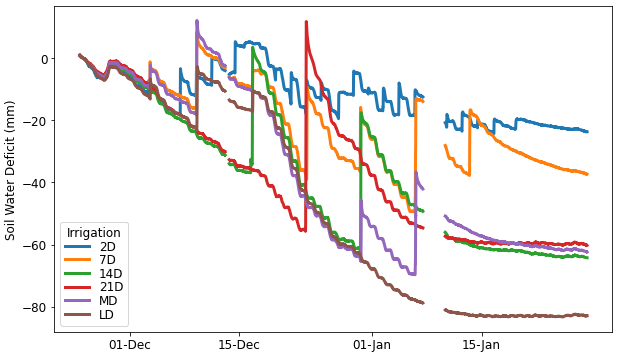 Soil Water Deficit (mm)
0
−20
−40
−60
−80
Irrigation
2D
7D
14D
21D
MD
LD
01-Dec
15-Dec
01-Jan
15-Jan